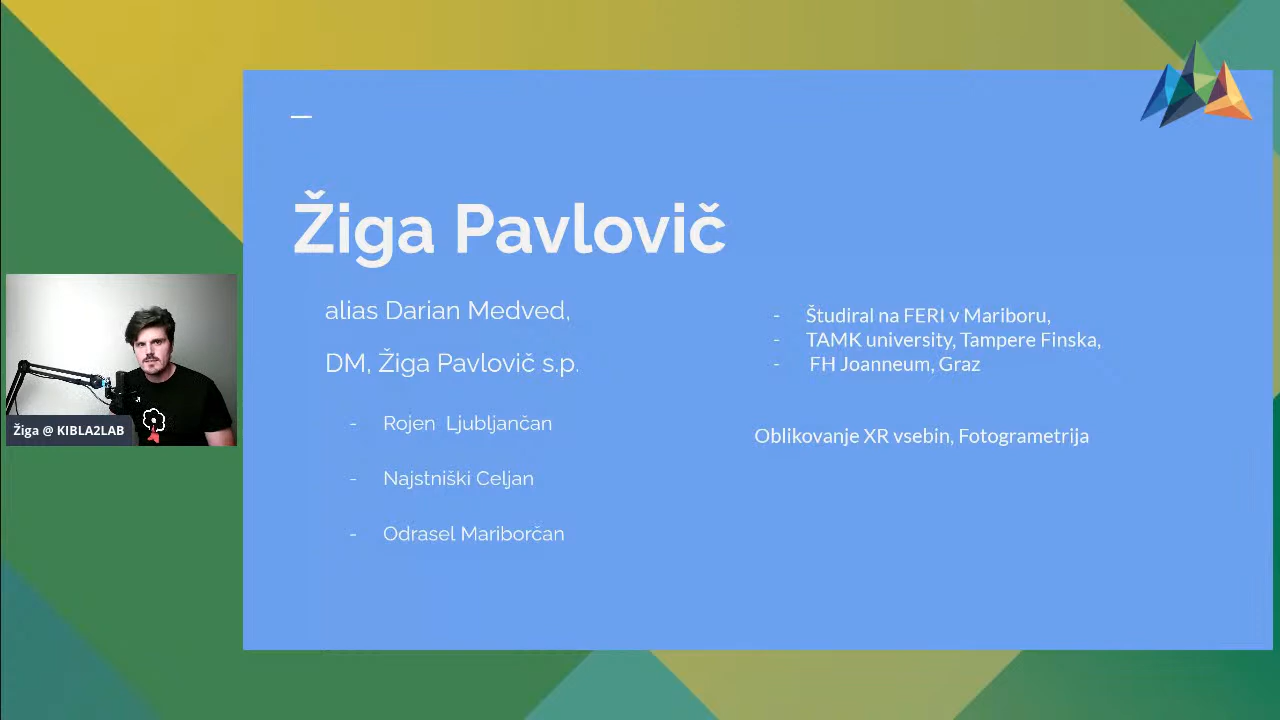 Žiga Pavlovič
alias Darian Medved,
DM, Žiga Pavlovič s.p.
- Rojen Ljubljančan
- Najstniški Celjan
- Odrasel Mariborčan
- Študiral na FERI v Mariboru,
- TAMK university, Tampere Finska,
- FH Joanneum, Graz
Oblikovanje XR vsebin, Fotogrametrija
Žiga @ KIBLA2LAB